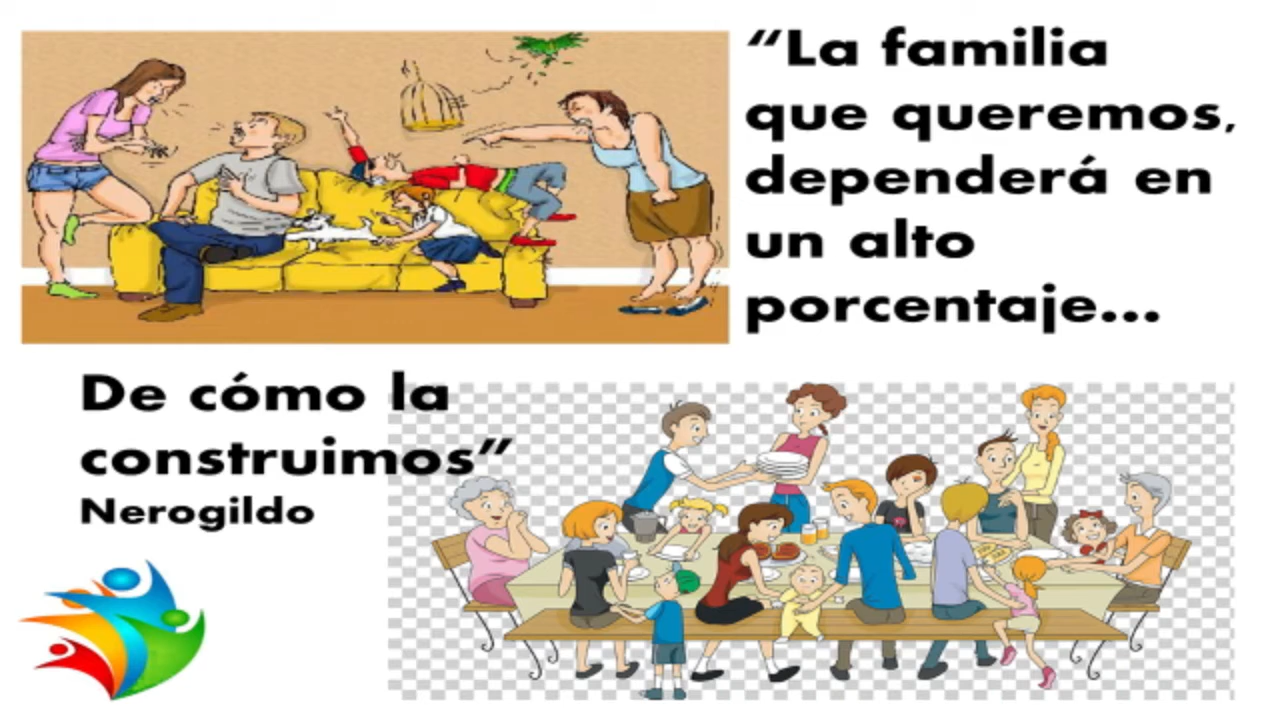 “La familia
que queremos,
dependerá en
un alto
porcentaje...
De cómo la
construimos”
Nerogildo